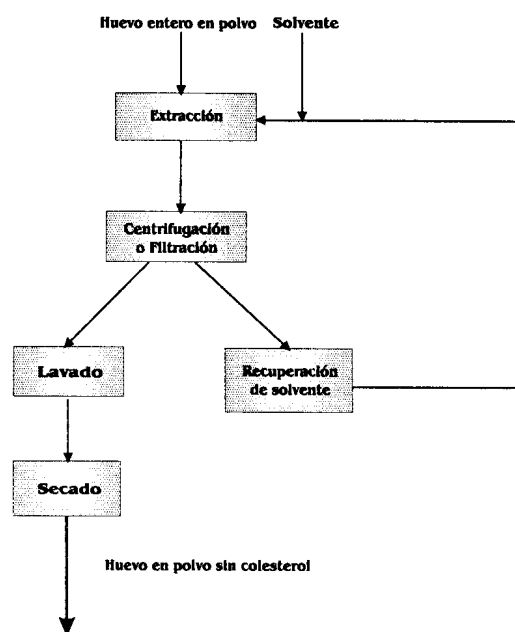 Huevo entero en polvo
Solvente
Extracción
Centrifugación
o Filtración
Lavado
Recuperación
de solvente
Secado
Huevo en polvo sin colesterol